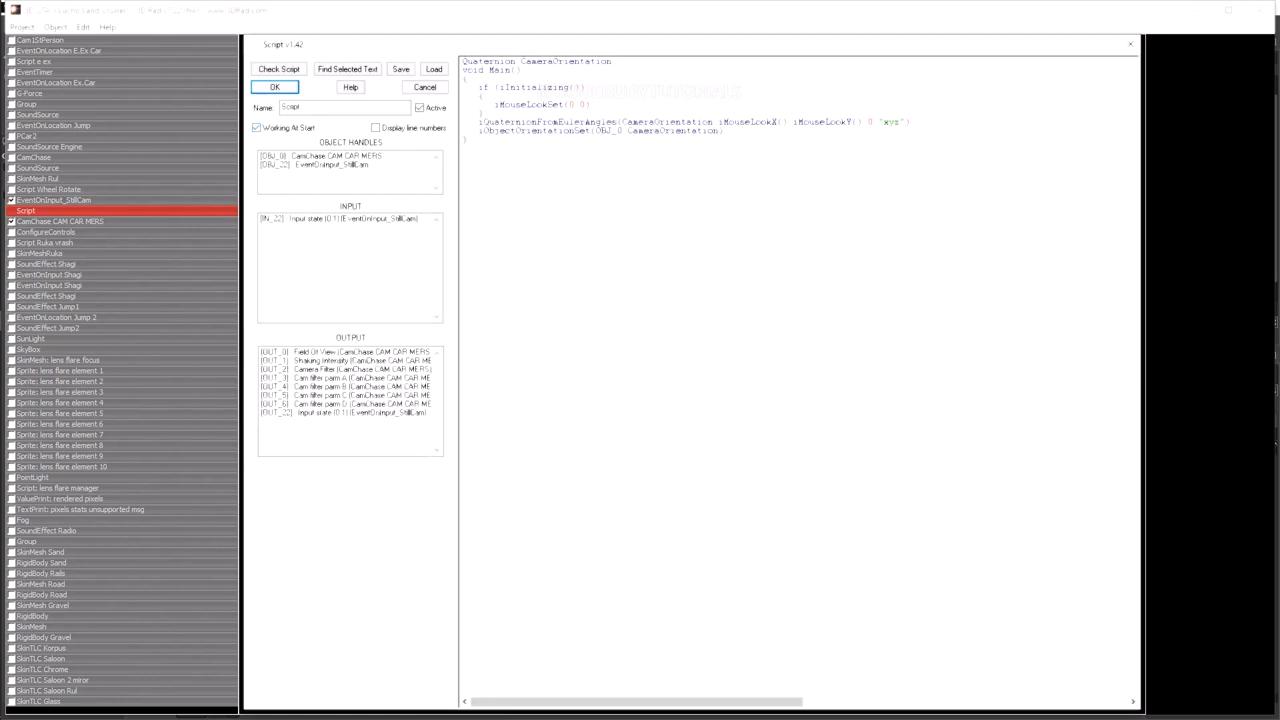 Project Object Edit Help
Cam1StPerson
EventOnLocation E.Ex Car
Script e ex
EventTimer
EventOnLocation Ex.Car
G-Force
Group
SoundSource
EventOnLocation Jump
PCar2
SoundSource Engine
CamChase
SoundSource
SkinMesh Rul
Script Wheel Rotate
EventOnInput_StillCam
Script
CamChase CAM CAR MERS
ConfigureControls
Script Ruka vrash
SkinMeshRuka
SoundEffect Shagi
EventOnInput Shagi
EventOnInput Shagi
SoundEffect Shagi
SoundEffect Jump1
EventOnLocation Jump 2
SoundEffect Jump2
SunLight
SkyBox
SkinMesh: lens flare focus
Sprite: lens flare element 1
Sprite: lens flare element 2
Sprite: lens flare element 3
Sprite: lens flare element 4
Sprite: lens flare element 5
Sprite: lens flare element 6
Sprite: lens flare element 7
Sprite: lens flare element 8
Sprite: lens flare element 9
Sprite: lens flare element 10
PointLight
Script: lens flare manager
ValuePrint: rendered pixels
TextPrint: pixels stats unsupported msg
Fog
SoundEffect Radio
Group
SkinMesh Sand
RigidBody Sand
RigidBody Rails
SkinMesh Road
RigidBody Road
SkinMesh Gravel
RigidBody
SkinMesh
RigidBody Gravel
SkinTLC Korpus
SkinTLC Saloon
SkinTLC Chrome
SkinTLC Saloon 2 miror
SkinTLC Saloon Rul
SkinTLC Glass
Script v1.42
Check Script Find Selected Text Save Load
OK Help Cancel
Name: Script Active
Working At Start Display line numbers
OBJECT HANDLES
[OBJ_0] CamChase CAM CAR MERS
[OBJ_22] EventOnInput_StillCam
INPUT
[IN_22] Input state (0,1) (EventOnInput_StillCam)
OUTPUT
[OUT_0] Field Of View (CamChase CAM CAR MERS
[OUT_1] Shaking Intensity (CamChase CAM CAR ME
[OUT_2] Camera Filter (CamChase CAM CAR MERS)
[OUT_3] Cam filter parm A (CamChase CAM CAR ME
[OUT_4] Cam filter parm B (CamChase CAM CAR ME
[OUT_5] Cam filter parm C (CamChase CAM CAR ME
[OUT_6] Cam filter parm D (CamChase CAM CAR ME
[OUT_22] Input state (0,1) (EventOnInput_StillCam)
Quaternion CameraOrientation
void Main()
{
if (iInitializing())
{
iMouseLookSet(0 0)
}
iQuaternionFromEulerAngles(CameraOrientation iMouseLookX() iMouseLookY() 0 "xyz")
iObjectOrientationSet(OBJ_0 CameraOrientation)
}